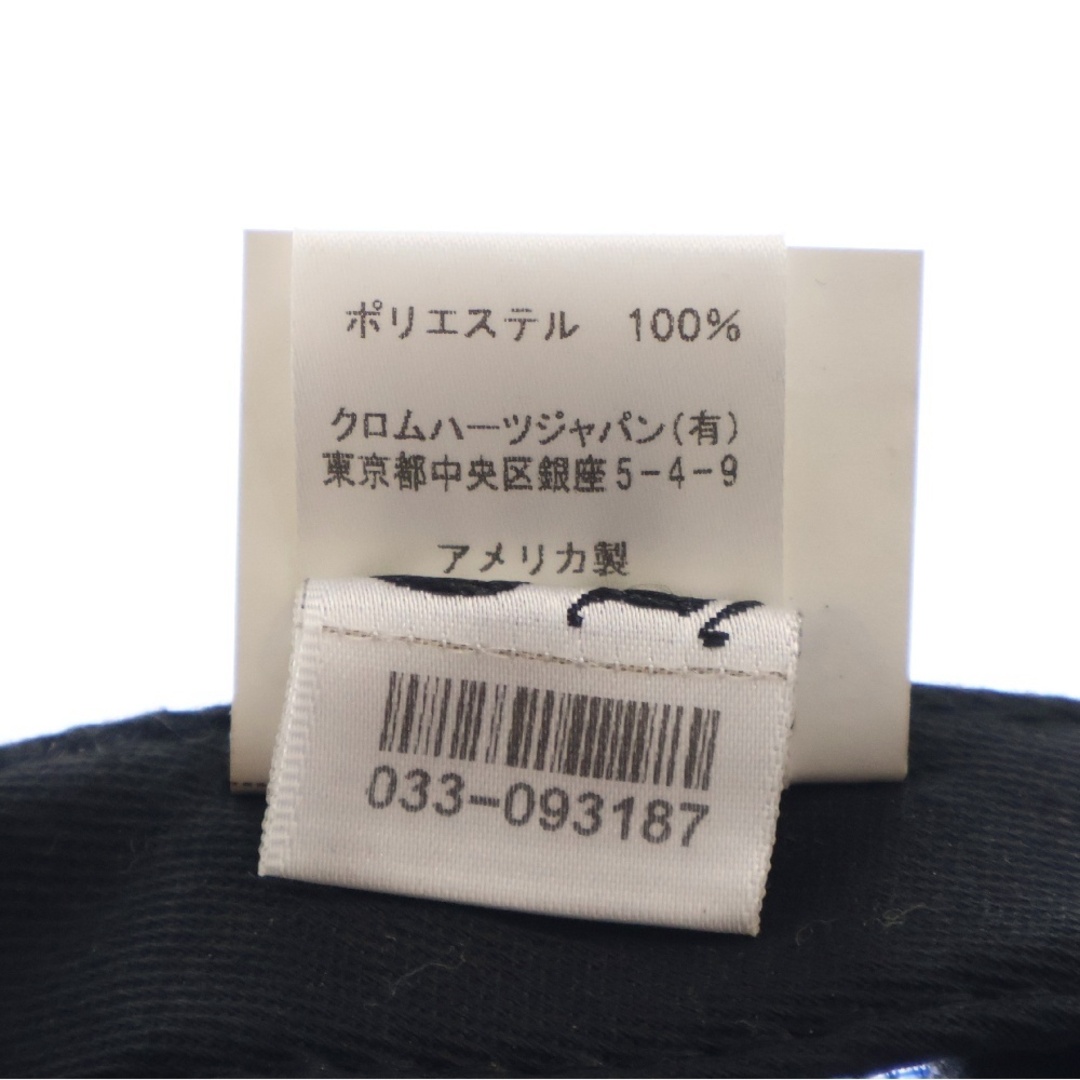 ポリエステル 100%
クロムハーツジャパン(有)
東京都中央区銀座5-4-9
アメリカ製
033-093187